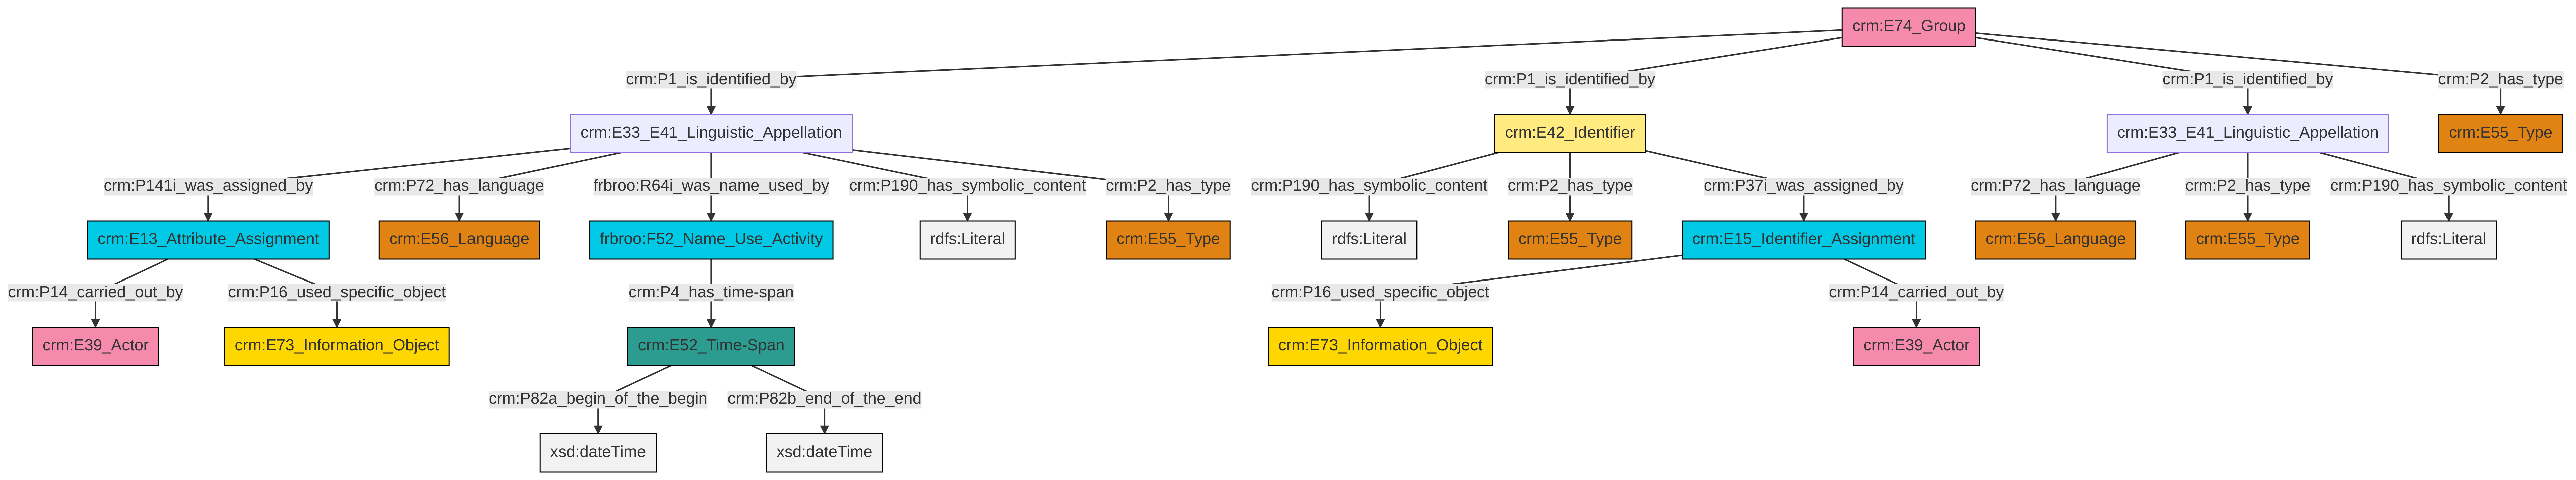 crm:E74_Group
crm:P1_is_identified_by
crm:P1_is_identified_by
crm:P1_is_identified_by
crm:P2_has_type
crm:E33_E41_Linguistic_Appellation
crm:E42_Identifier
crm:E33_E41_Linguistic_Appellation
crm:E55_Type
crm:P141i_was_assigned_by
crm:P72_has_language
frbroo:R64i_was_name_used_by
crm:P190_has_symbolic_content
crm:P2_has_type
crm:P190_has_symbolic_content
crm:P2_has_type
crm:P37i_was_assigned_by
crm:P72_has_language
crm:P2_has_type
crm:P190_has_symbolic_content
crm:E13_Attribute_Assignment
crm:E56_Language
frbroo:F52_Name_Use_Activity
rdfs:Literal
crm:E55_Type
rdfs:Literal
crm:E55_Type
crm:E15_Identifier_Assignment
crm:E56_Language
crm:E55_Type
rdfs:Literal
crm:P14_carried_out_by
crm:P16_used_specific_object
crm:P4_has_time-span
crm:P16_used_specific_object
crm:P14_carried_out_by
crm:E39_Actor
crm:E73_Information_Object
crm:E52_Time-Span
crm:E73_Information_Object
crm:E39_Actor
crm:P82a_begin_of_the_begin
crm:P82b_end_of_the_end
xsd:dateTime
xsd:dateTime